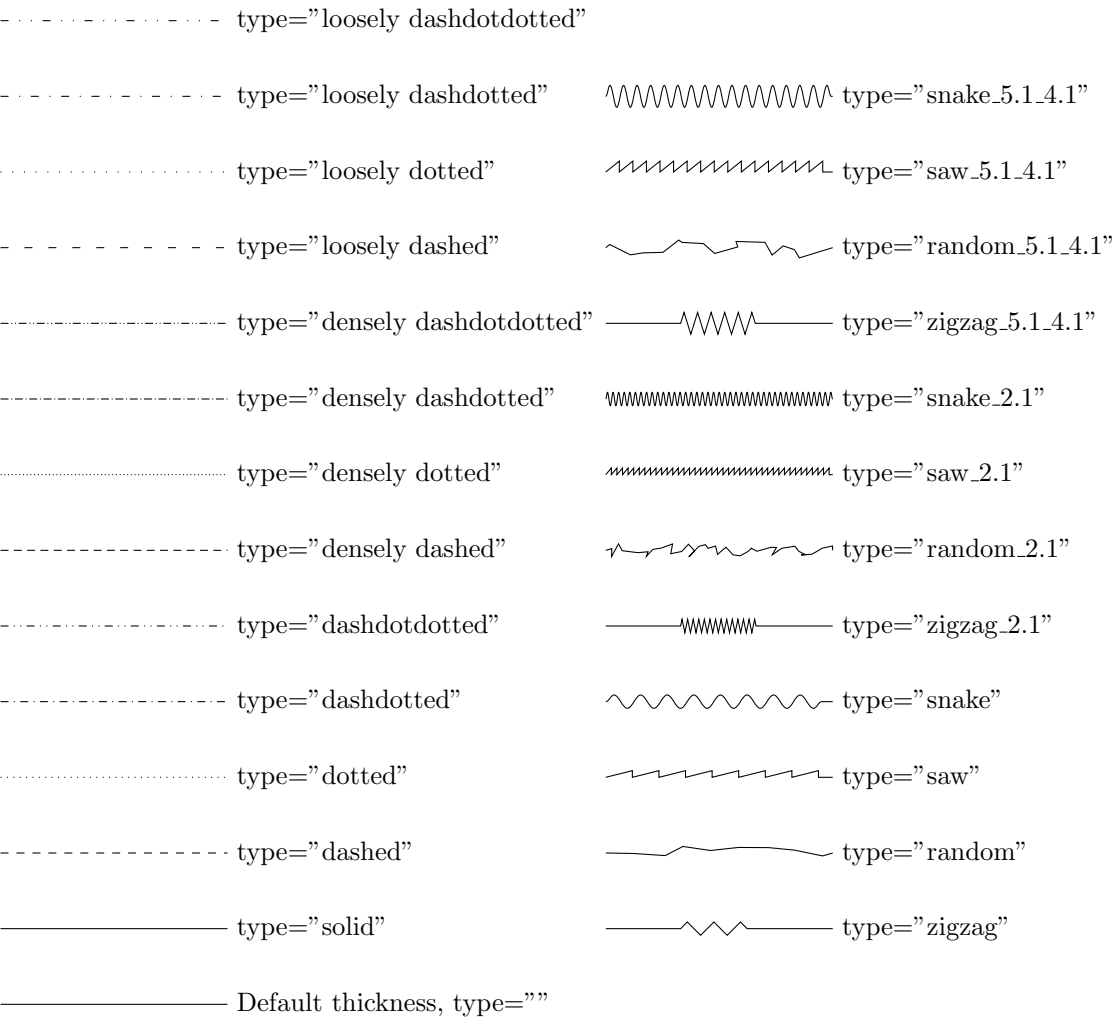 type=”loosely dashdotdotted”
type=”loosely dashdotted”
type=”snake_5.1_4.1”
type=”loosely dotted”
type=”saw_5.1_4.1”
type=”loosely dashed”
type=”random_5.1_4.1”
type=”densely dashdotdotted”
type=”zigzag_5.1_4.1”
type=”densely dashdotted”
type=”snake_2.1”
type=”densely dotted”
type=”saw_2.1”
type=”densely dashed”
type=”random_2.1”
type=”dashdotdotted”
type=”zigzag_2.1”
type=”dashdotted”
type=”snake”
type=”dotted”
type=”saw”
type=”dashed”
type=”random”
type=”solid”
type=”zigzag”
Default thickness, type=””